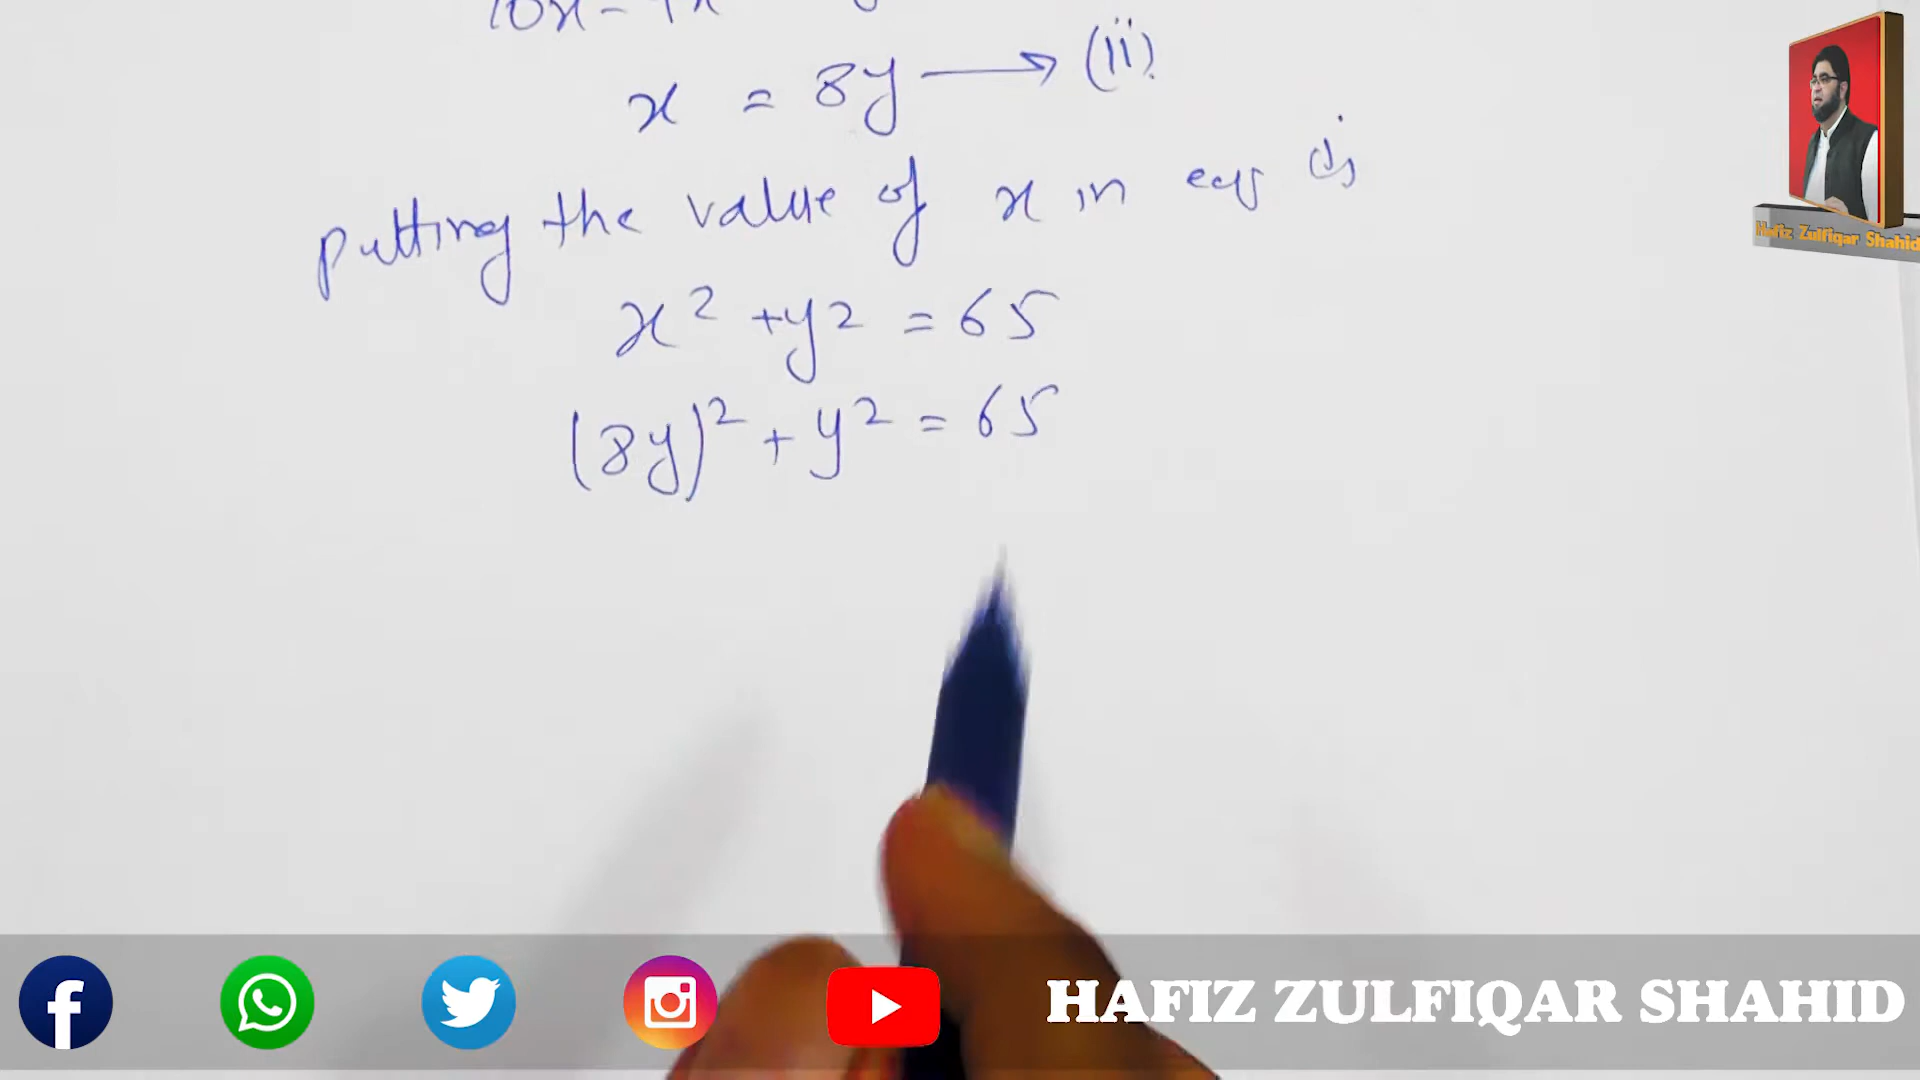 x = 8y → (ii)
putting the value of x in eq (i)
x² + y² = 65
(8y)² + y² = 65
Hafiz Zulfiqar Shahid
HAFIZ ZULFIQAR SHAHID